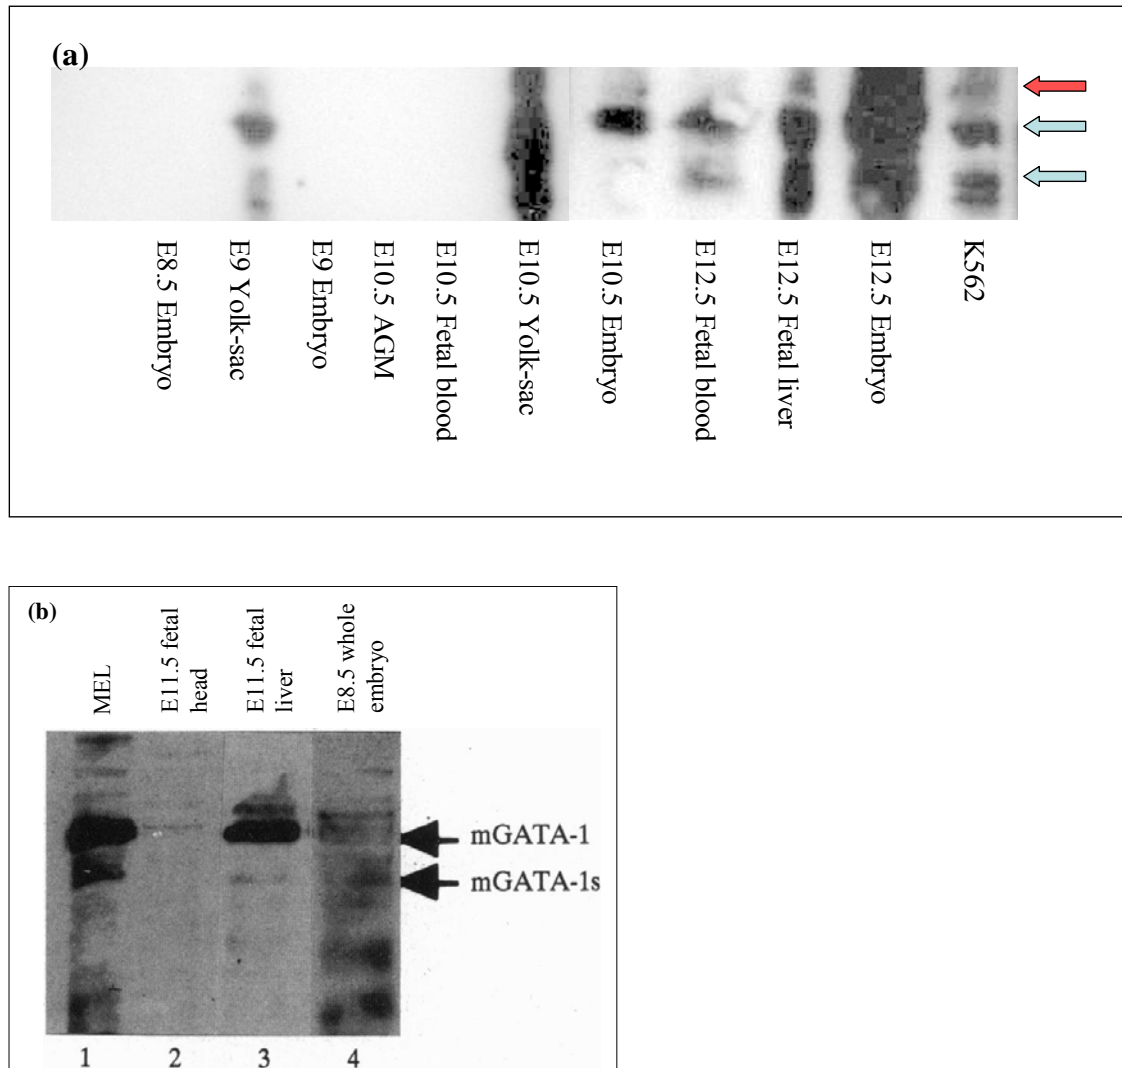 (a)
E8.5 Embryo
E9 Yolk-sac
E9 Embryo
E10.5 AGM
E10.5 Fetal blood
E10.5 Yolk-sac
E10.5 Embryo
E12.5 Fetal blood
E12.5 Fetal liver
E12.5 Embryo
K562
(b)
MEL
E11.5 fetal
head
E11.5 fetal
liver
E8.5 whole
embryo
mGATA-1
mGATA-1s
1 2 3 4